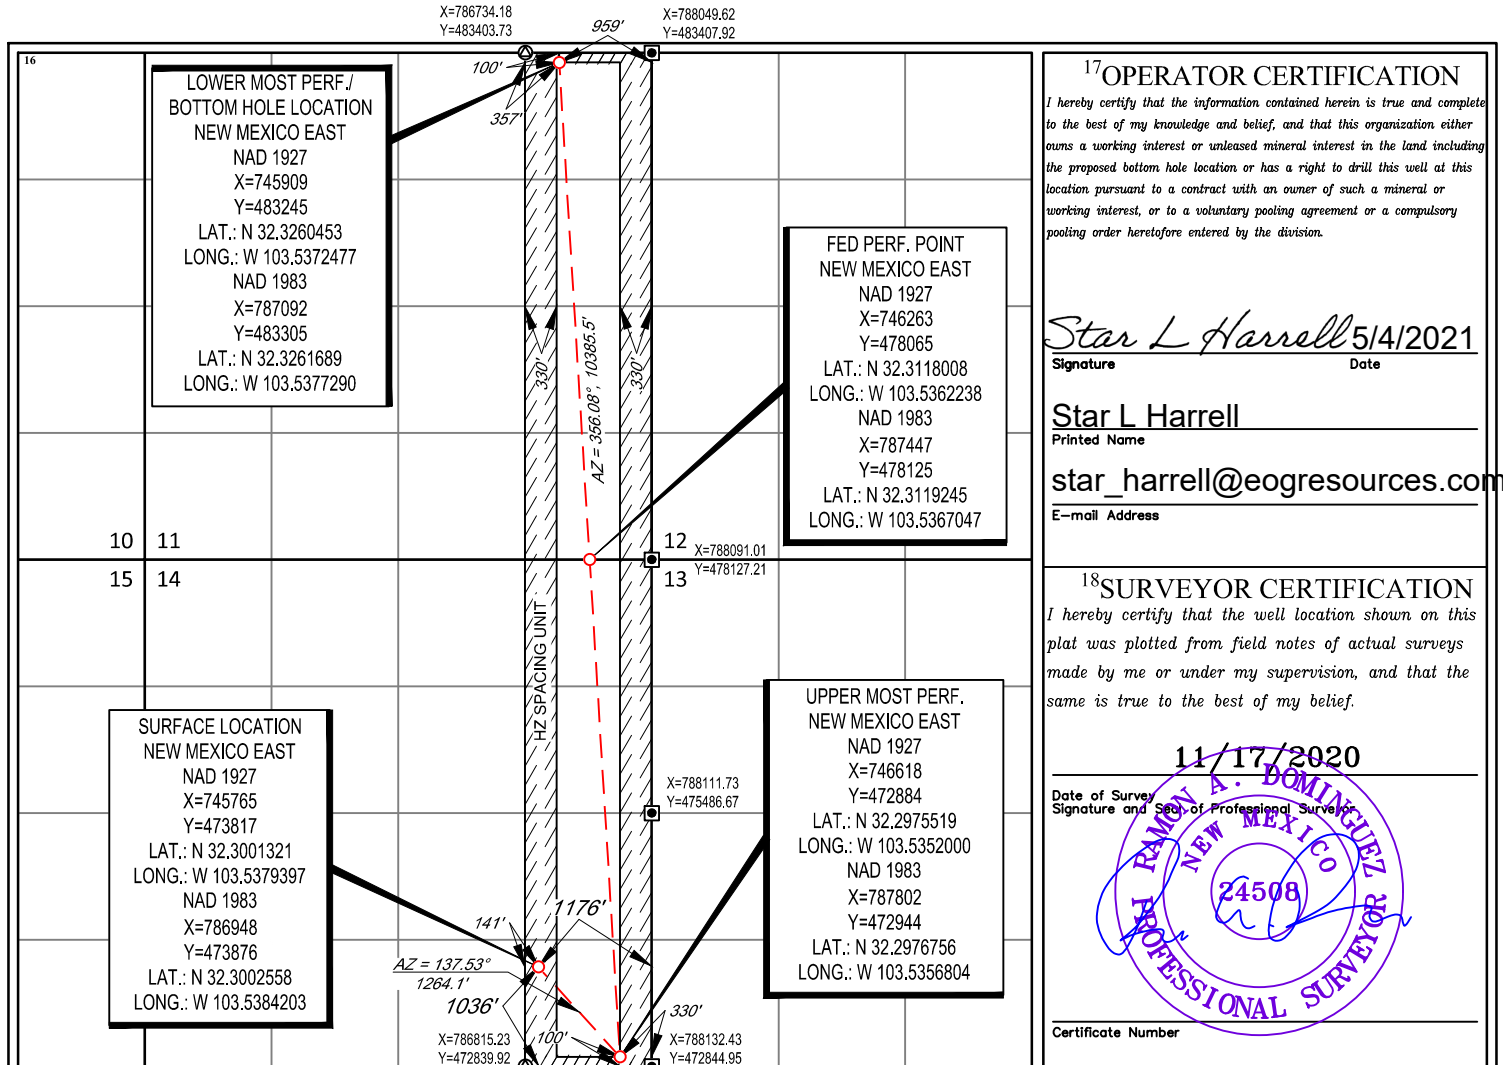 X=786734.18
Y=483403.73
959'
X=788049.62
Y=483407.92
16
100'
357'
LOWER MOST PERF./
BOTTOM HOLE LOCATION
NEW MEXICO EAST
NAD 1927
X=745909
Y=483245
LAT.: N 32.3260453
LONG.: W 103.5372477
NAD 1983
X=787092
Y=483305
LAT.: N 32.3261689
LONG.: W 103.5377290
330'
330'
AZ = 356.08°, 10385.5'
FED PERF. POINT
NEW MEXICO EAST
NAD 1927
X=746263
Y=478065
LAT.: N 32.3118008
LONG.: W 103.5362238
NAD 1983
X=787447
Y=478125
LAT.: N 32.3119245
LONG.: W 103.5367047
10 11
15 14
12
13
X=788091.01
Y=478127.21
HZ SPACING UNIT
SURFACE LOCATION
NEW MEXICO EAST
NAD 1927
X=745765
Y=473817
LAT.: N 32.3001321
LONG.: W 103.5379397
NAD 1983
X=786948
Y=473876
LAT.: N 32.3002558
LONG.: W 103.5384203
UPPER MOST PERF.
NEW MEXICO EAST
NAD 1927
X=746618
Y=472884
LAT.: N 32.2975519
LONG.: W 103.5352000
NAD 1983
X=787802
Y=472944
LAT.: N 32.2976756
LONG.: W 103.5356804
X=788111.73
Y=475486.67
141'
1176'
AZ = 137.53°
1264.1'
1036'
100'
330'
X=786815.23
Y=472839.92
X=788132.43
Y=472844.95
17OPERATOR CERTIFICATION
I hereby certify that the information contained herein is true and complete
to the best of my knowledge and belief, and that this organization either
owns a working interest or unleased mineral interest in the land including
the proposed bottom hole location or has a right to drill this well at this
location pursuant to a contract with an owner of such a mineral or
working interest, or to a voluntary pooling agreement or a compulsory
pooling order heretofore entered by the division.
Star L Harrell 5/4/2021
Signature Date
Star L Harrell
Printed Name
star_harrell@eogresources.com
E-mail Address
18SURVEYOR CERTIFICATION
I hereby certify that the well location shown on this
plat was plotted from field notes of actual surveys
made by me or under my supervision, and that the
same is true to the best of my belief.
11/17/2020
Date of Survey
Signature and Seal of Professional Surveyor
RAMON A. DOMINGUEZ
NEW MEXICO
24508
PROFESSIONAL SURVEYOR
Certificate Number